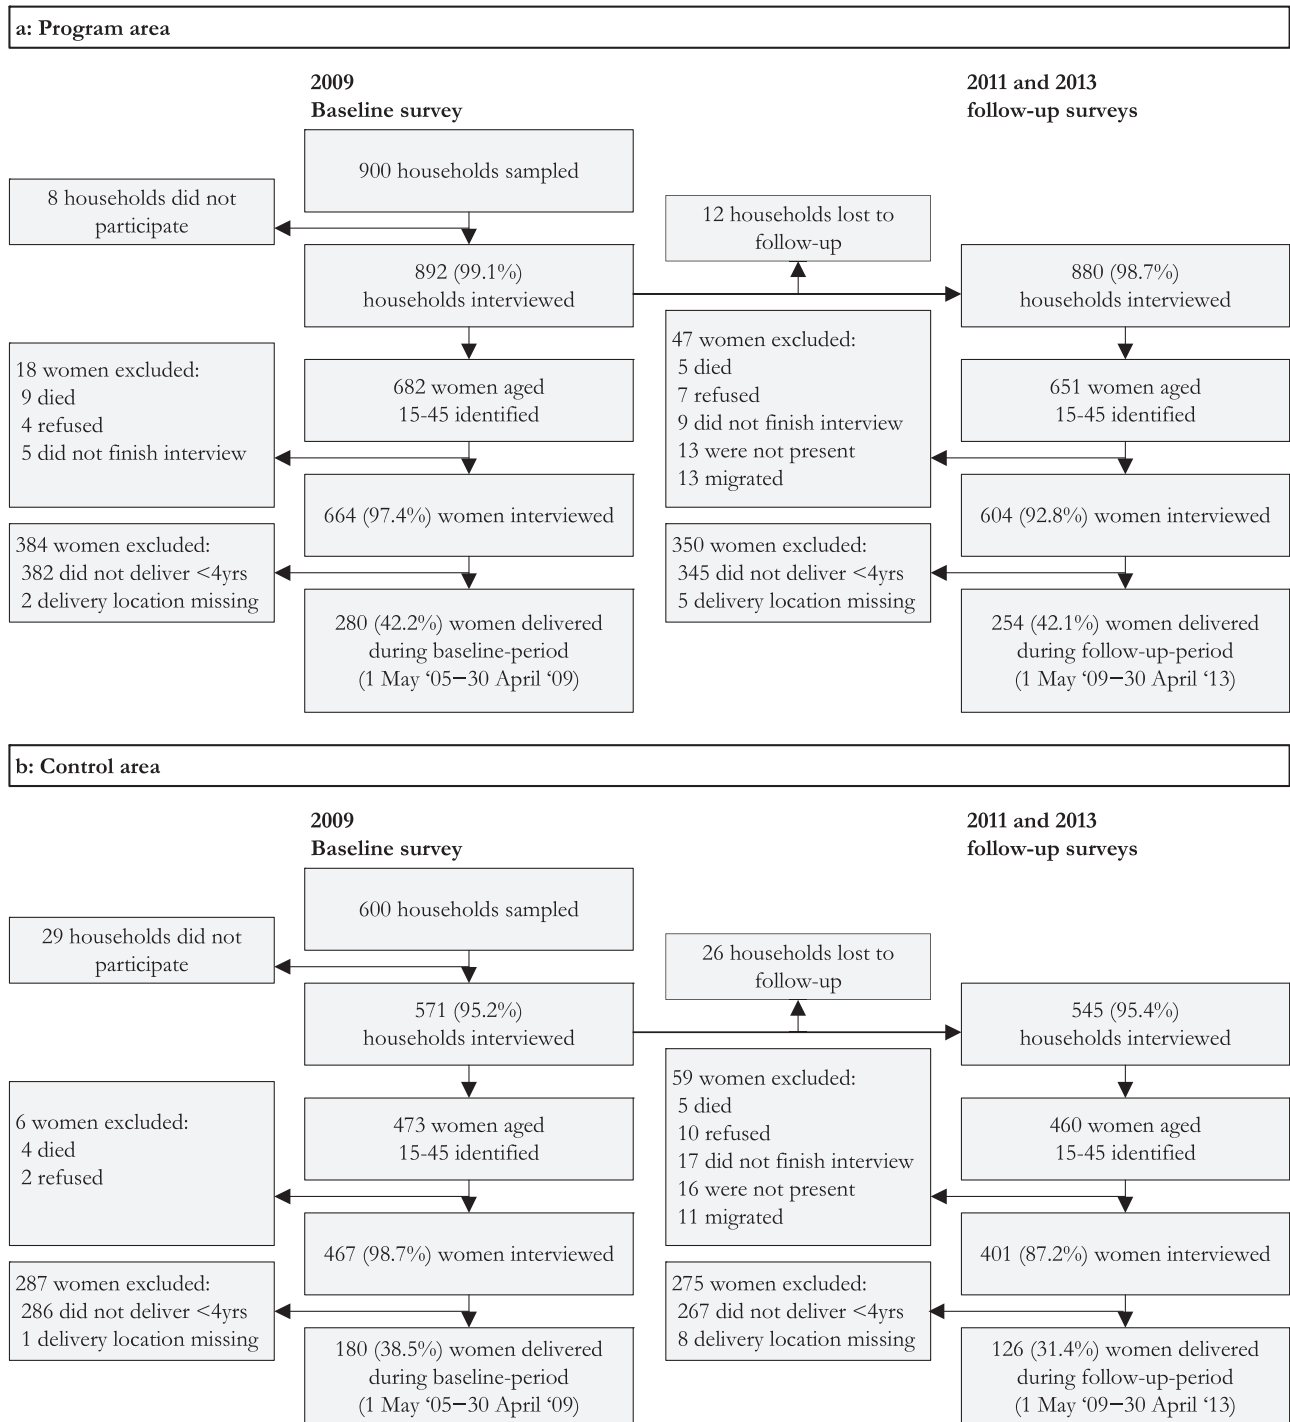 a: Program area
2009
Baseline survey
2011 and 2013
follow-up surveys
900 households sampled
8 households did not
participate
12 households lost to
follow-up
892 (99.1%)
households interviewed
880 (98.7%)
households interviewed
18 women excluded:
9 died
4 refused
5 did not finish interview
682 women aged
15-45 identified
47 women excluded:
5 died
7 refused
9 did not finish interview
13 were not present
13 migrated
651 women aged
15-45 identified
664 (97.4%) women interviewed
604 (92.8%) women interviewed
384 women excluded:
382 did not deliver <4yrs
2 delivery location missing
280 (42.2%) women delivered
during baseline-period
(1 May ‘05–30 April ‘09)
350 women excluded:
345 did not deliver <4yrs
5 delivery location missing
254 (42.1%) women delivered
during follow-up-period
(1 May ‘09–30 April ‘13)
b: Control area
2009
Baseline survey
2011 and 2013
follow-up surveys
600 households sampled
29 households did not
participate
26 households lost to
follow-up
571 (95.2%)
households interviewed
545 (95.4%)
households interviewed
6 women excluded:
4 died
2 refused
473 women aged
15-45 identified
59 women excluded:
5 died
10 refused
17 did not finish interview
16 were not present
11 migrated
460 women aged
15-45 identified
467 (98.7%) women interviewed
401 (87.2%) women interviewed
287 women excluded:
286 did not deliver <4yrs
1 delivery location missing
180 (38.5%) women delivered
during baseline-period
(1 May ‘05–30 April ‘09)
275 women excluded:
267 did not deliver <4yrs
8 delivery location missing
126 (31.4%) women delivered
during follow-up-period
(1 May ‘09–30 April ‘13)